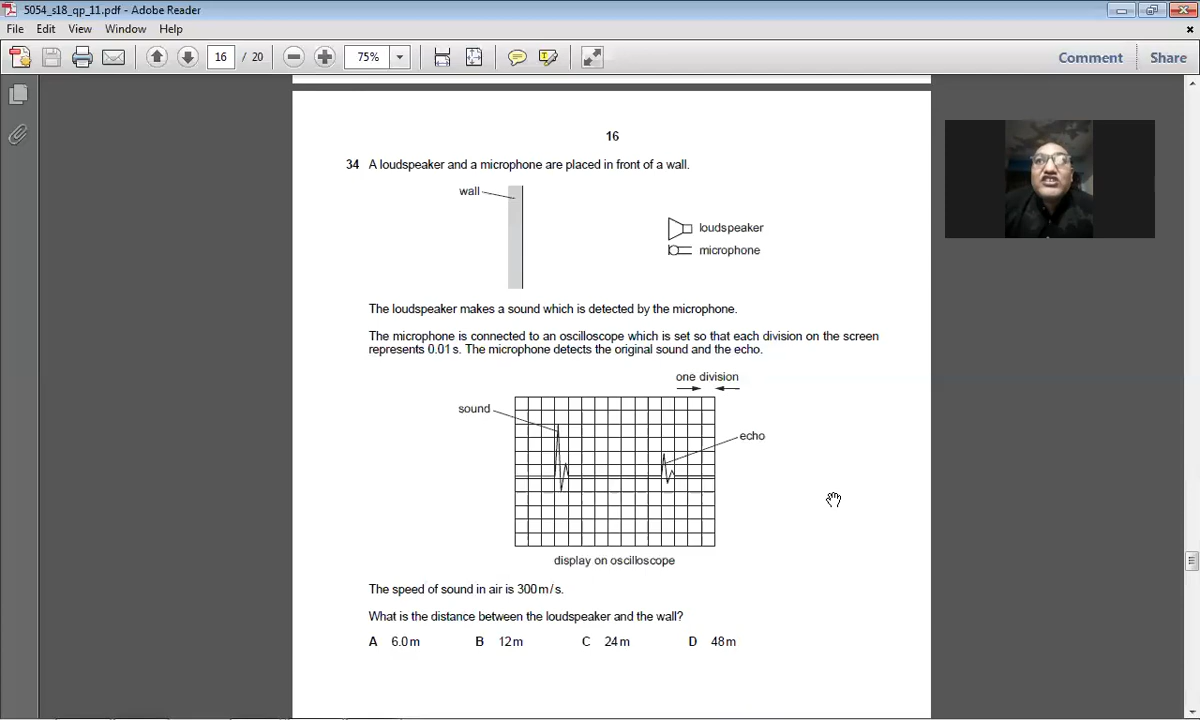 5054_s18_qp_11.pdf - Adobe Reader
File Edit View Window Help
16 / 20 75% Comment Share
16
34 A loudspeaker and a microphone are placed in front of a wall.
wall
loudspeaker
microphone
The loudspeaker makes a sound which is detected by the microphone.
The microphone is connected to an oscilloscope which is set so that each division on the screen
represents 0.01 s. The microphone detects the original sound and the echo.
one division
sound
echo
display on oscilloscope
The speed of sound in air is 300 m / s.
What is the distance between the loudspeaker and the wall?
A 6.0 m B 12 m C 24 m D 48 m